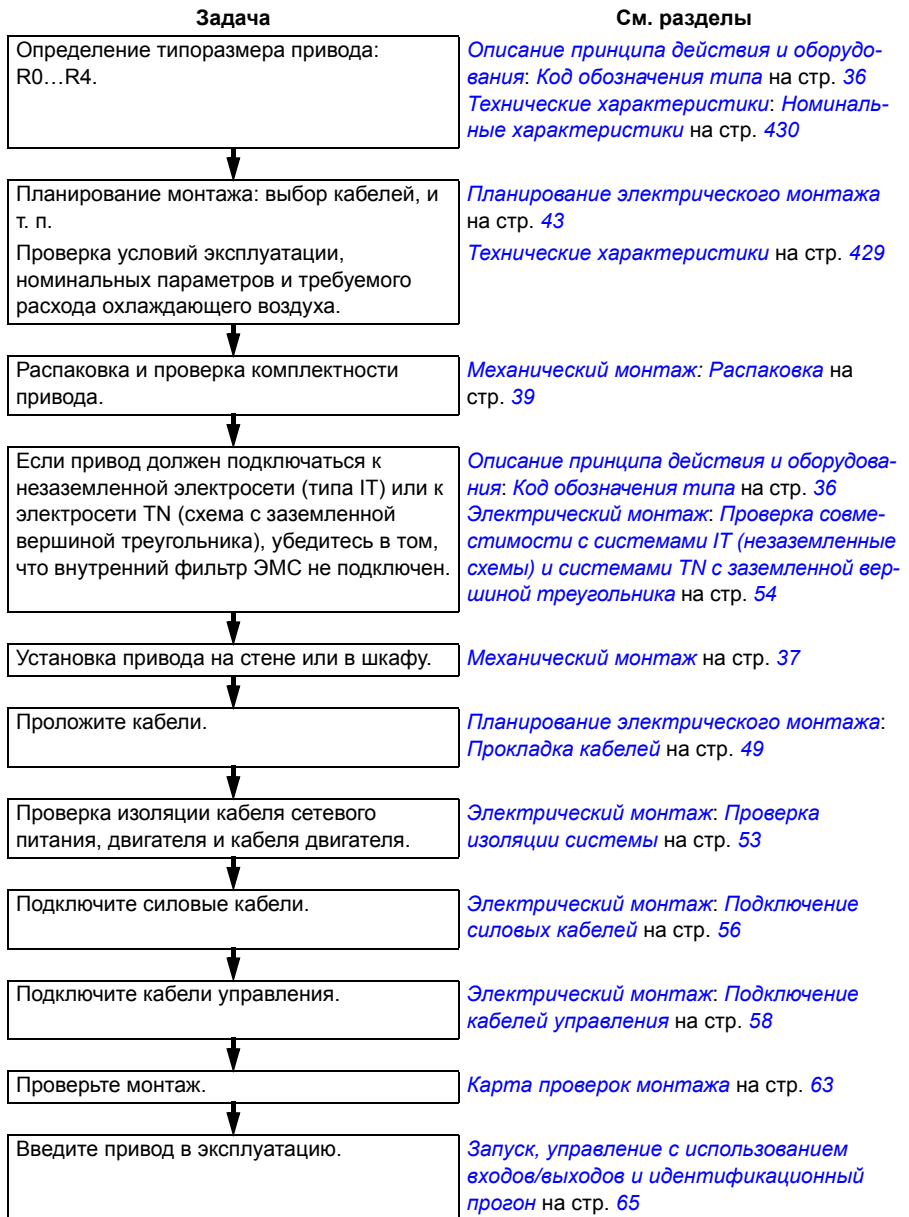 Задача
См. разделы
Определение типоразмера привода:
R0…R4.
Описание принципа действия и оборудо-
вания: Код обозначения типа на стр. 36
Технические характеристики: Номиналь-
ные характеристики на стр. 430
Планирование монтажа: выбор кабелей, и
т. п.
Проверка условий эксплуатации,
номинальных параметров и требуемого
расхода охлаждающего воздуха.
Планирование электрического монтажа
на стр. 43
Технические характеристики на стр. 429
Распаковка и проверка комплектности
привода.
Механический монтаж: Распаковка на
стр. 39
Если привод должен подключаться к
незаземленной электросети (типа IT) или к
электросети TN (схема с заземленной
вершиной треугольника), убедитесь в том,
что внутренний фильтр ЭМС не подключен.
Описание принципа действия и оборудова-
ния: Код обозначения типа на стр. 36
Электрический монтаж: Проверка совме-
стимости с системами IT (незаземленные
схемы) и системами TN с заземленной вер-
шиной треугольника на стр. 54
Установка привода на стене или в шкафу.
Механический монтаж на стр. 37
Проложите кабели.
Планирование электрического монтажа:
Прокладка кабелей на стр. 49
Проверка изоляции кабеля сетевого
питания, двигателя и кабеля двигателя.
Электрический монтаж: Проверка
изоляции системы на стр. 53
Подключите силовые кабели.
Электрический монтаж: Подключение
силовых кабелей на стр. 56
Подключите кабели управления.
Электрический монтаж: Подключение
кабелей управления на стр. 58
Проверьте монтаж.
Карта проверок монтажа на стр. 63
Введите привод в эксплуатацию.
Запуск, управление с использованием
входов/выходов и идентификационный
прогон на стр. 65